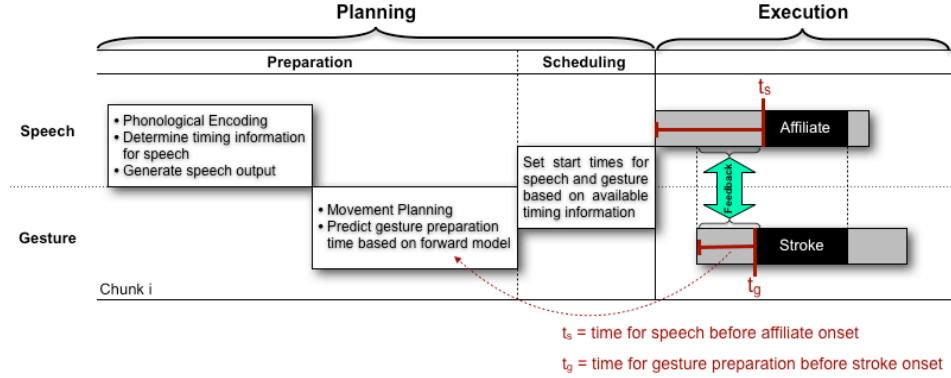 Planning
Execution
Preparation
Scheduling
Speech
• Phonological Encoding
• Determine timing information
for speech
• Generate speech output
Set start times for
speech and gesture
based on available
timing information
tₛ
Affiliate
Feedback
Gesture
• Movement Planning
• Predict gesture preparation
time based on forward model
Stroke
t₉
Chunk i
tₛ = time for speech before affiliate onset
t₉ = time for gesture preparation before stroke onset